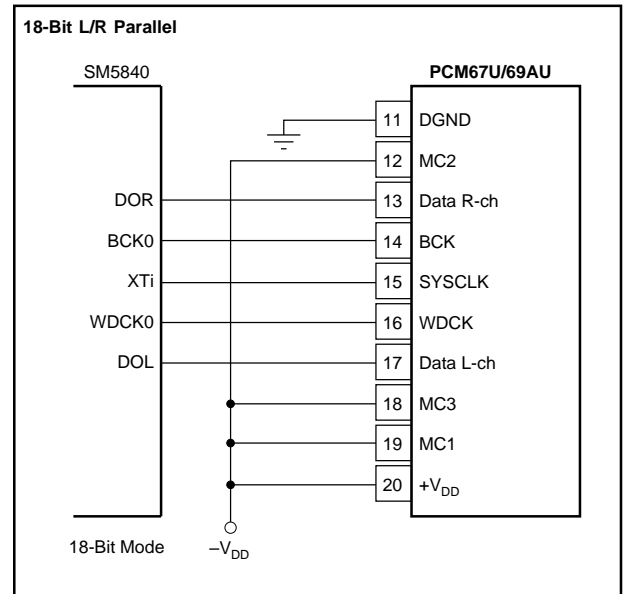 18-Bit L/R Parallel
SM5840
PCM67U/69AU
11 DGND
12 MC2
DOR 13 Data R-ch
BCK0 14 BCK
XTi 15 SYSCLK
WDCK0 16 WDCK
DOL 17 Data L-ch
18 MC3
19 MC1
20 +VDD
18-Bit Mode
–VDD